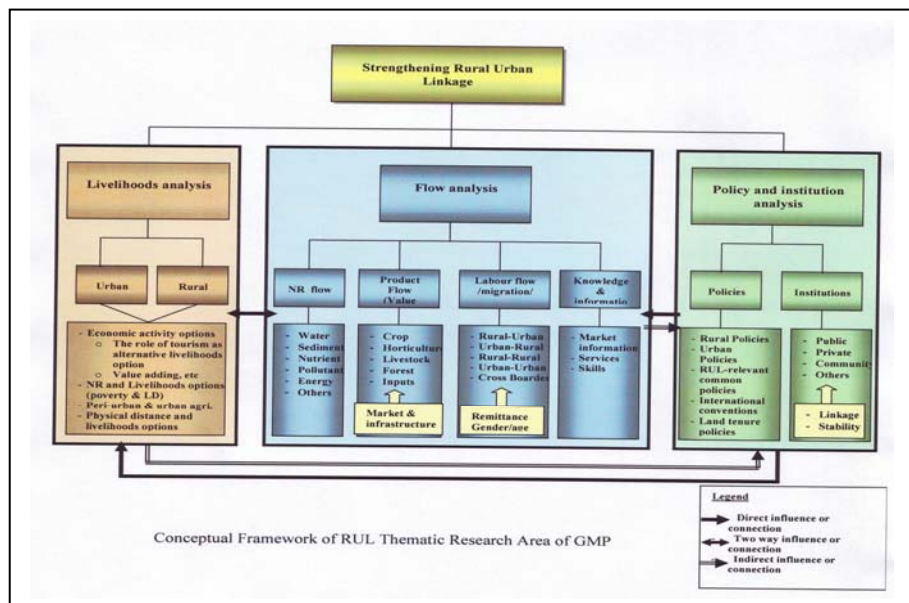 Strengthening Rural Urban
Linkage
Livelihoods analysis
Urban
Rural
- Economic activity options
o The role of tourism as
alternative livelihoods
option
o Value adding, etc
- NR and Livelihoods options
(poverty & LD)
- Peri-urban & urban agri.
- Physical distance and
livelihoods options
Flow analysis
NR flow
- Water
- Sediment
- Nutrient
- Pollutant
- Energy
- Others
Product
Flow
/Value
- Crop
- Horticulture
- Livestock
- Forest
- Inputs
Market &
infrastructure
Labour flow
/migration/
- Rural-Urban
- Urban-Rural
- Rural-Rural
- Urban-Urban
- Cross Boarder
Remittance
Gender/age
Knowledge
&
informatio
- Market
information
- Services
- Skills
Policy and institution
analysis
Policies
- Rural Policies
- Urban
Policies
- RUL-relevant
common
policies
- International
conventions
- Land tenure
policies
Institutions
- Public
- Private
- Community
- Others
- Linkage
- Stability
Legend
Direct influence or
connection
Two way influence or
connection
Indirect influence or
connection
Conceptual Framework of RUL Thematic Research Area of GMP